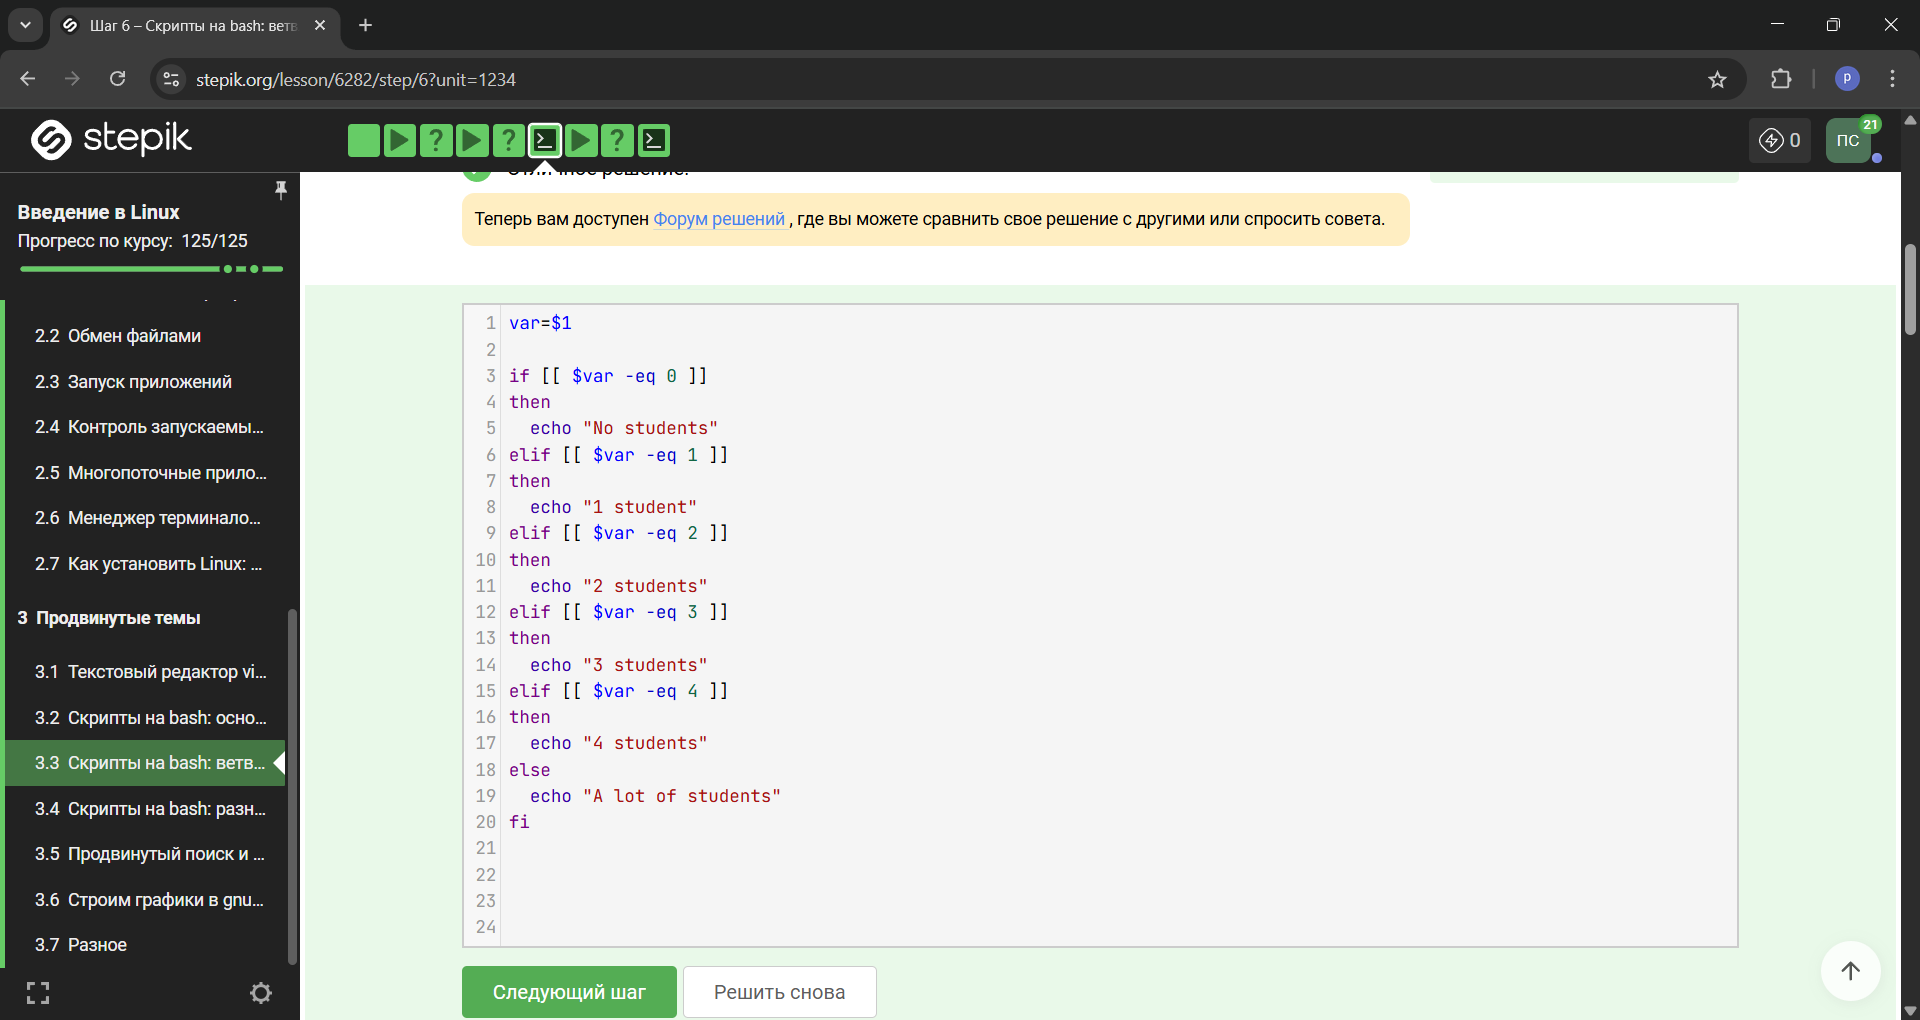 Шаг 6 – Скрипты на bash: ветв
stepik.org/lesson/6282/step/6?unit=1234
P
stepik
? ?
?
0
ПС
21
Введение в Linux
Прогресс по курсу: 125/125
2.2 Обмен файлами
2.3 Запуск приложений
2.4 Контроль запускаемы...
2.5 Многопоточные прило...
2.6 Менеджер терминало...
2.7 Как установить Linux: ...
3 Продвинутые темы
3.1 Текстовый редактор vi...
3.2 Скрипты на bash: осно...
3.3 Скрипты на bash: ветв...
3.4 Скрипты на bash: разн...
3.5 Продвинутый поиск и ...
3.6 Строим графики в gnu...
3.7 Разное
Отличное решение!
Теперь вам доступен Форум решений , где вы можете сравнить свое решение с другими или спросить совета.
1 var=$1
2
3 if [[ $var -eq 0 ]]
4 then
5 echo "No students"
6 elif [[ $var -eq 1 ]]
7 then
8 echo "1 student"
9 elif [[ $var -eq 2 ]]
10 then
11 echo "2 students"
12 elif [[ $var -eq 3 ]]
13 then
14 echo "3 students"
15 elif [[ $var -eq 4 ]]
16 then
17 echo "4 students"
18 else
19 echo "A lot of students"
20 fi
21
22
23
24
Следующий шаг
Решить снова